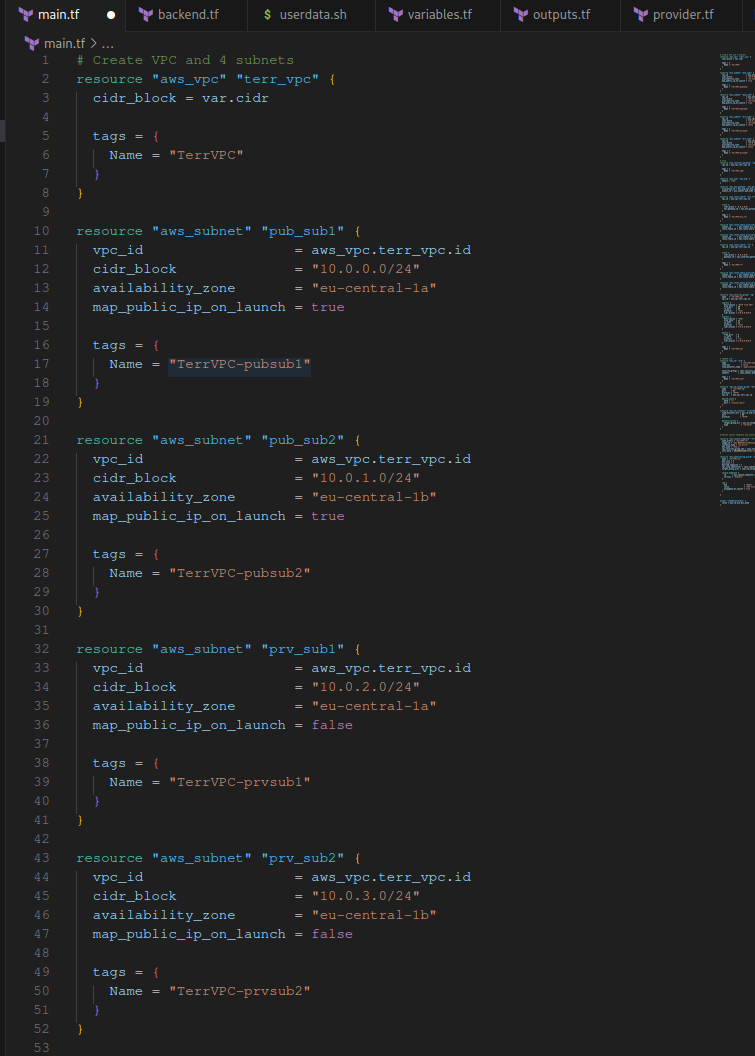 main.tf backend.tf $ userdata.sh variables.tf outputs.tf provider.tf
main.tf > ...
1 # Create VPC and 4 subnets
2 resource "aws_vpc" "terr_vpc" {
3 cidr_block = var.cidr
4
5 tags = {
6 Name = "TerrVPC"
7 }
8 }
9
10 resource "aws_subnet" "pub_sub1" {
11 vpc_id = aws_vpc.terr_vpc.id
12 cidr_block = "10.0.0.0/24"
13 availability_zone = "eu-central-1a"
14 map_public_ip_on_launch = true
15
16 tags = {
17 Name = "TerrVPC-pubsub1"
18 }
19 }
20
21 resource "aws_subnet" "pub_sub2" {
22 vpc_id = aws_vpc.terr_vpc.id
23 cidr_block = "10.0.1.0/24"
24 availability_zone = "eu-central-1b"
25 map_public_ip_on_launch = true
26
27 tags = {
28 Name = "TerrVPC-pubsub2"
29 }
30 }
31
32 resource "aws_subnet" "prv_sub1" {
33 vpc_id = aws_vpc.terr_vpc.id
34 cidr_block = "10.0.2.0/24"
35 availability_zone = "eu-central-1a"
36 map_public_ip_on_launch = false
37
38 tags = {
39 Name = "TerrVPC-prvsub1"
40 }
41 }
42
43 resource "aws_subnet" "prv_sub2" {
44 vpc_id = aws_vpc.terr_vpc.id
45 cidr_block = "10.0.3.0/24"
46 availability_zone = "eu-central-1b"
47 map_public_ip_on_launch = false
48
49 tags = {
50 Name = "TerrVPC-prvsub2"
51 }
52 }
53